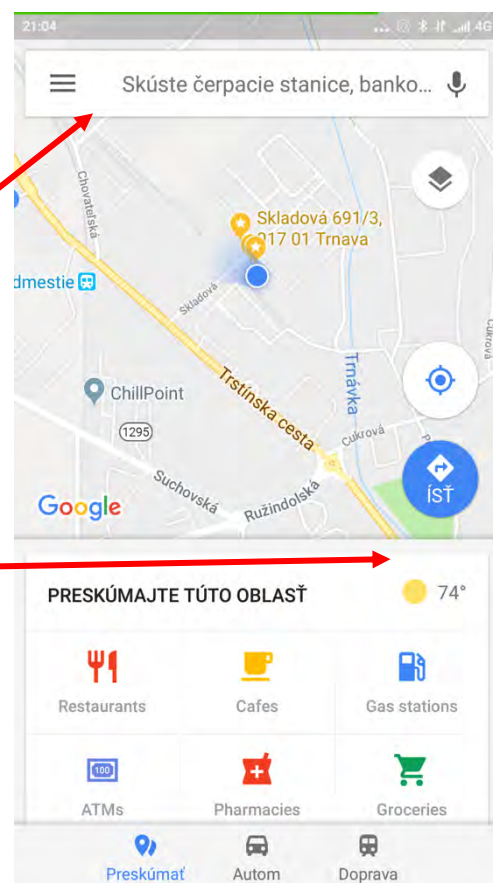 21:04
4G
Skúste čerpacie stanice, banko...
Chovateľská
Skladová 691/3,
917 01 Trnava
dmestie
Skladová
Cukrová
ChillPoint
Trstínska cesta
Trnávka
1295
Cukrová
Suchovská
Ružindolská
ÍSŤ
Google
PRESKÚMAJTE TÚTO OBLASŤ
74°
Restaurants
Cafes
Gas stations
100
ATMs
Pharmacies
Groceries
Preskúmať
Autom
Doprava